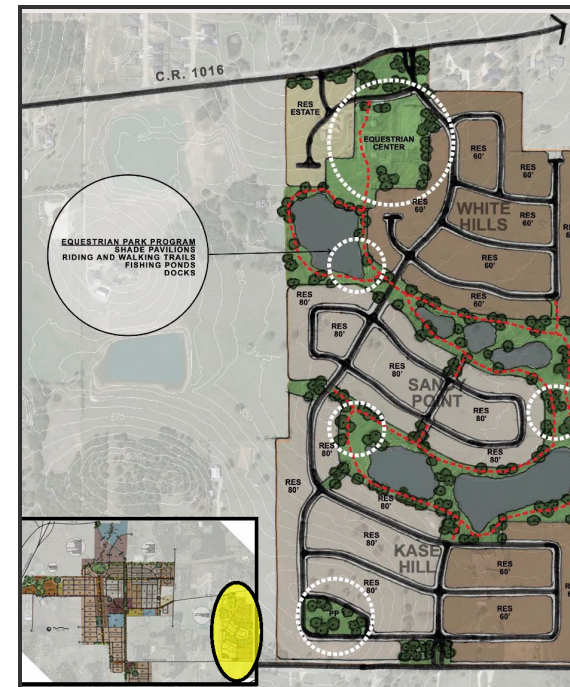 C.R. 1016
RES
ESTATE
EQUESTRIAN
CENTER
RES
60'
RES
60'
RES
60'
WHITE
HILLS
RES
60'
RES
60'
EQUESTRIAN PARK PROGRAM
SHADE PAVILIONS
RIDING AND WALKING TRAILS
FISHING PONDS
DOCKS
RES
60'
RES
80'
RES
80'
RES
80'
RES
80'
SANDY
POINT
RES
80'
RES
80'
RES
80'
RES
80'
RES
80'
RES
80'
KASE
HILL
RES
60'
RES
80'
PP
RES
60'
RES
60'